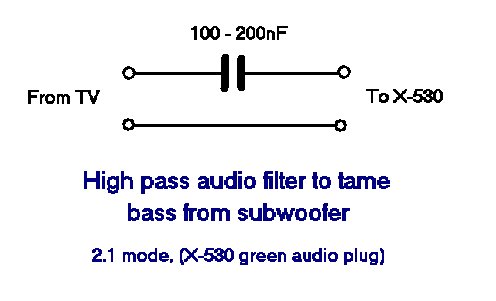 100 - 200nF
From TV
To X-530
High pass audio filter to tame
bass from subwoofer
2.1 mode, (X-530 green audio plug)